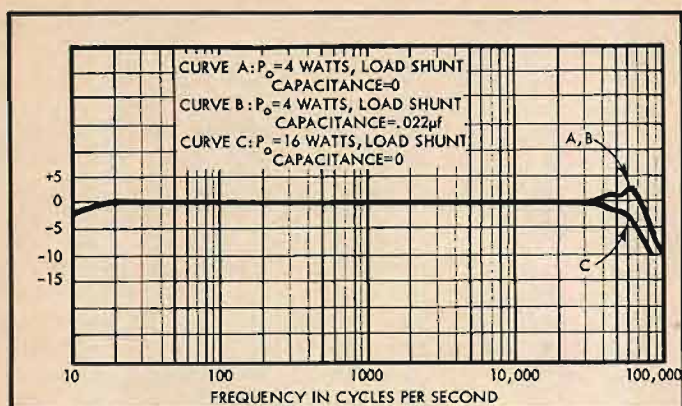 CURVE A: Po=4 WATTS, LOAD SHUNT
CAPACITANCE=0
CURVE B: Po=4 WATTS, LOAD SHUNT
CAPACITANCE=.022µf
CURVE C: Po=16 WATTS, LOAD SHUNT
CAPACITANCE=0
A, B
+5
0
-5
-10
-15
C
10 100 1000 10,000 100,000
FREQUENCY IN CYCLES PER SECOND